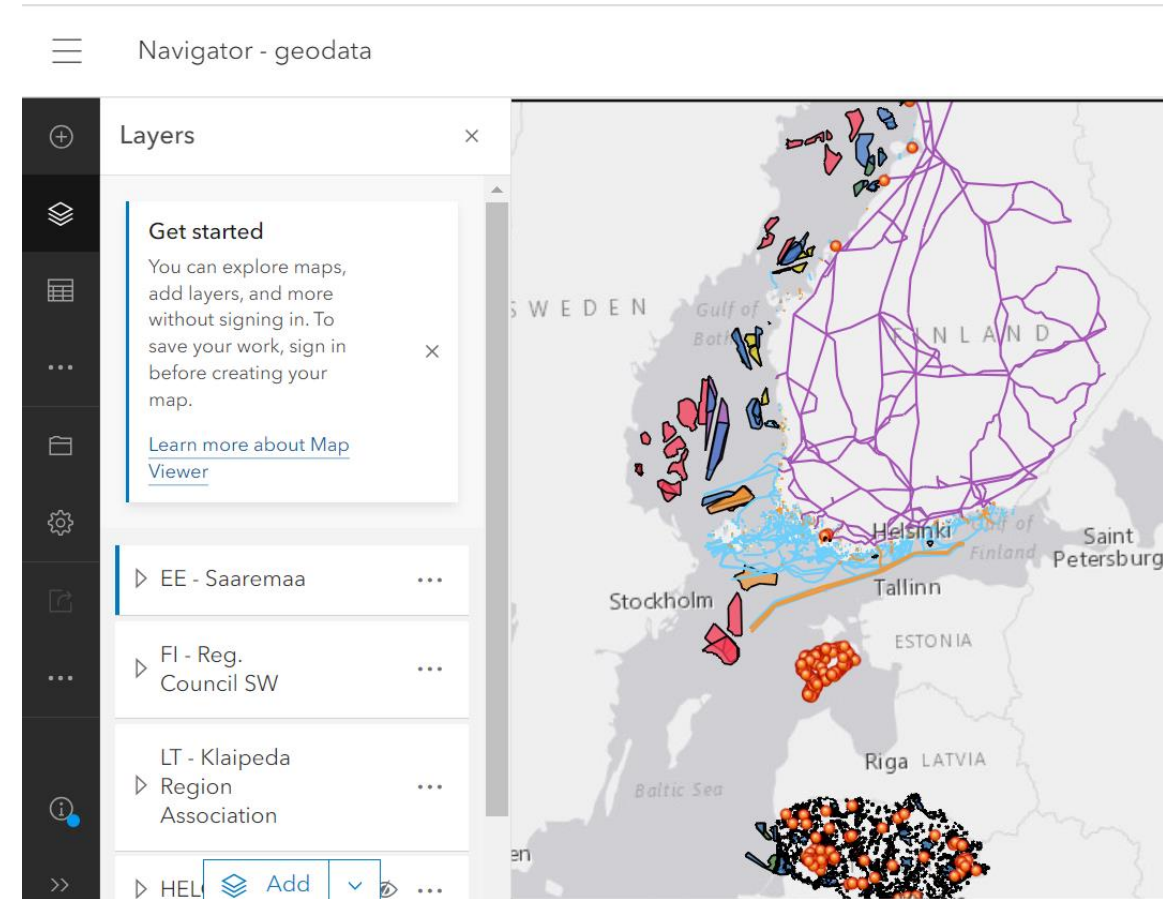 Navigator - geodata
Layers
Get started
You can explore maps,
add layers, and more
without signing in. To
save your work, sign in
before creating your
map.
Learn more about Map
Viewer
EE - Saaremaa
FI - Reg.
Council SW
LT - Klaipeda
Region
Association
HEL
Add
SWEDEN
Gulf of
Both
FINLAND
Helsinki
Gulf of
Finland
Saint
Petersburg
Tallinn
Stockholm
ESTONIA
Riga LATVIA
Baltic Sea
en